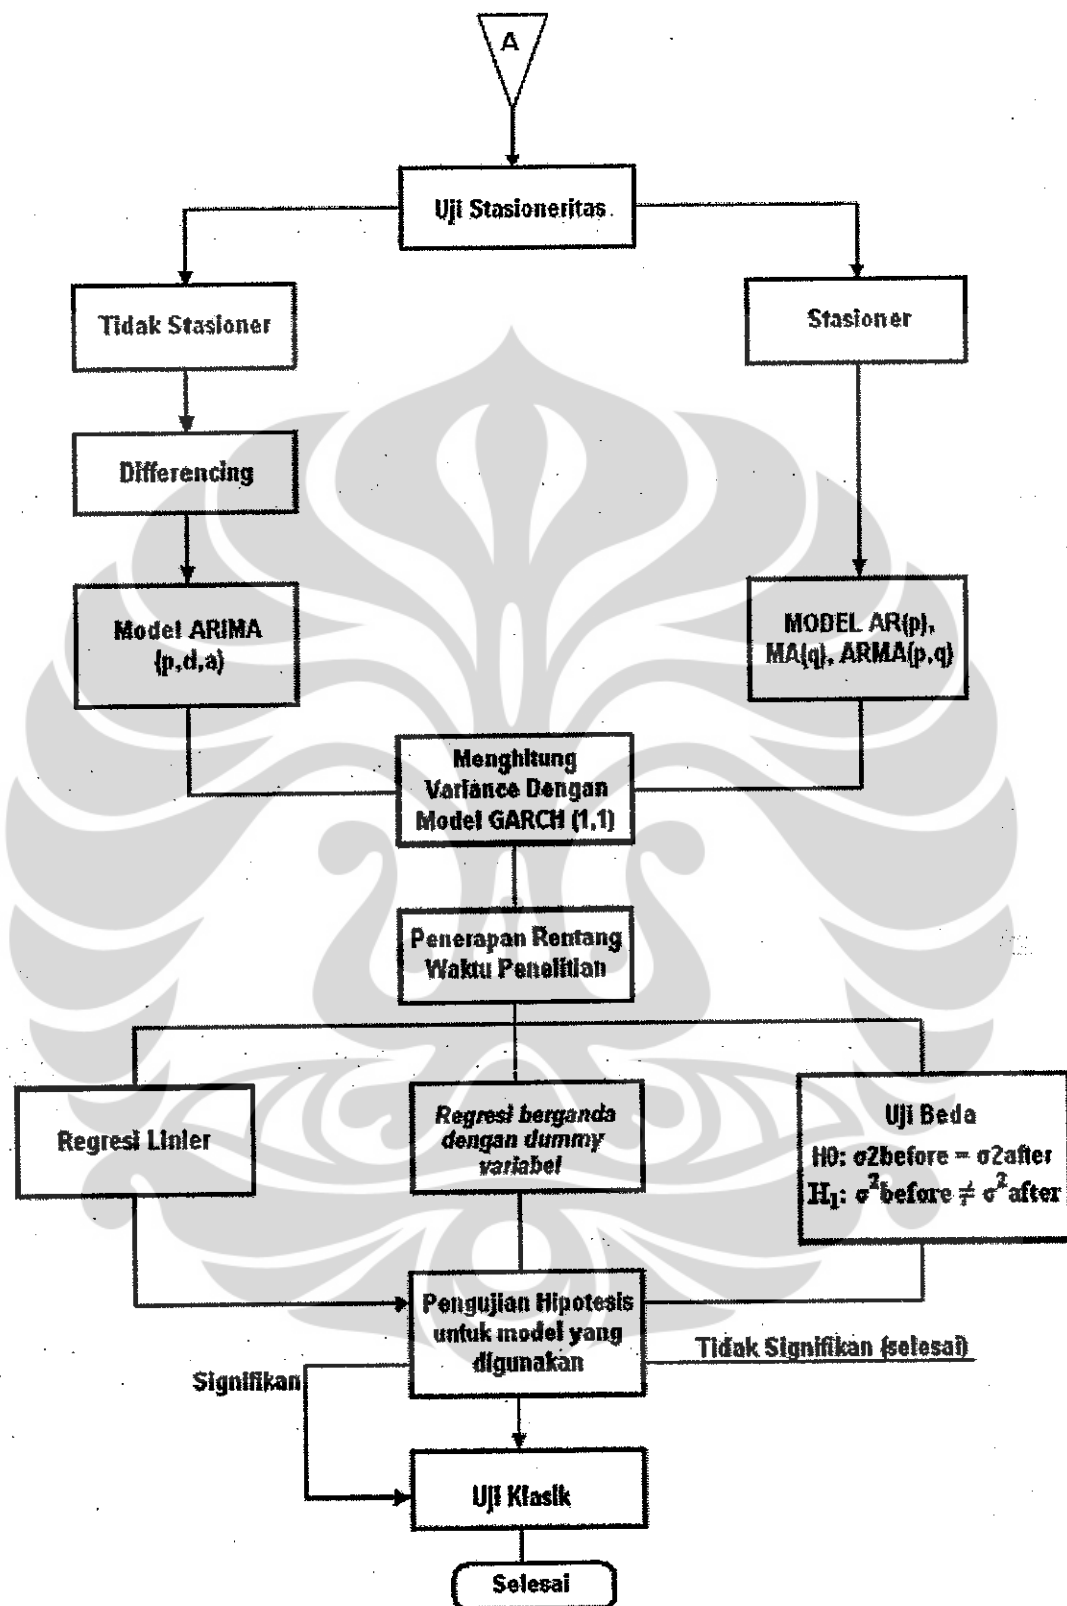 A
Uji Stasioneritas
Tidak Stasioner
Stasioner
Differencing
Model ARIMA
(p,d,a)
MODEL AR(p),
MA(q), ARMA(p,q)
Menghitung
Variance Dengan
Model GARCH (1,1)
Penerapan Rentang
Waktu Penelitian
Regresi Linier
Regresi berganda
dengan dummy
variabel
Uji Beda
H0: σ2before = σ2after
H₁: σ²before ≠ σ²after
Pengujian Hipotesis
untuk model yang
digunakan
Tidak Signifikan (selesai)
Signifikan
Uji Klasik
Selesai